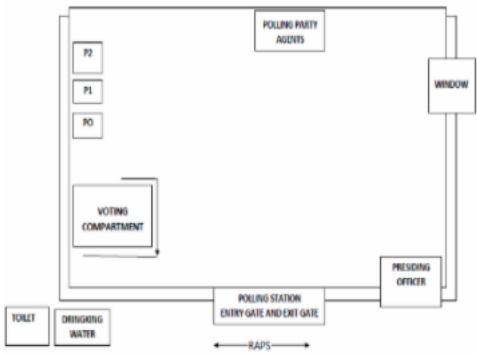 POLLING PARTY
AGENTS
P2
WINDOW
P1
PO
VOTING
COMPARTMENT
PRESIDING
OFFICER
POLLING STATION
ENTRY GATE AND EXIT GATE
TOILET
DRINGKING
WATER
RAPS